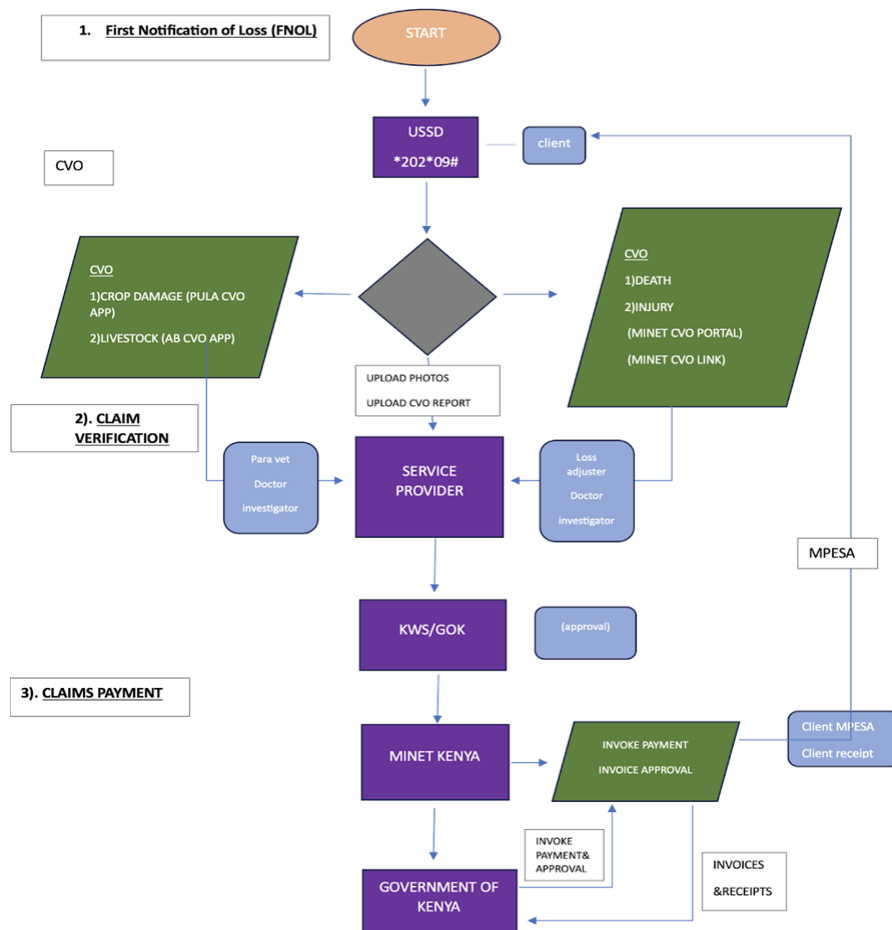 1. First Notification of Loss (FNOL)
START
USSD
*202*09#
client
CVO
CVO
1)CROP DAMAGE (PULA CVO
APP)
2)LIVESTOCK (AB CVO APP)
CVO
1)DEATH
2)INJURY
(MINET CVO PORTAL)
(MINET CVO LINK)
UPLOAD PHOTOS
UPLOAD CVO REPORT
2). CLAIM
VERIFICATION
Para vet
Doctor
investigator
SERVICE
PROVIDER
Loss
adjuster
Doctor
investigator
MPESA
KWS/GOK
(approval)
3). CLAIMS PAYMENT
MINET KENYA
INVOKE PAYMENT
INVOICE APPROVAL
Client MPESA
Client receipt
INVOKE
PAYMENT&
APPROVAL
INVOICES
&RECEIPTS
GOVERNMENT OF
KENYA